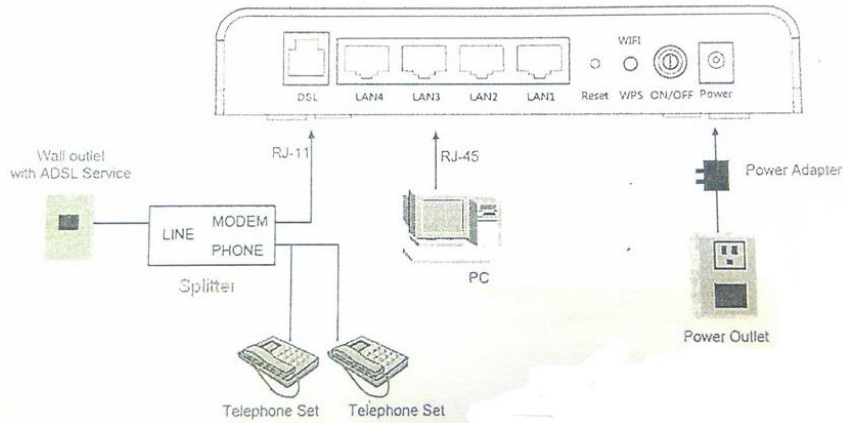 WIFI
DSL LAN4 LAN3 LAN2 LAN1 Reset WPS ON/OFF Power
Wall outlet
with ADSL Service
RJ-11
RJ-45
Power Adapter
LINE
MODEM
PHONE
Splitter
PC
Power Outlet
Telephone Set Telephone Set